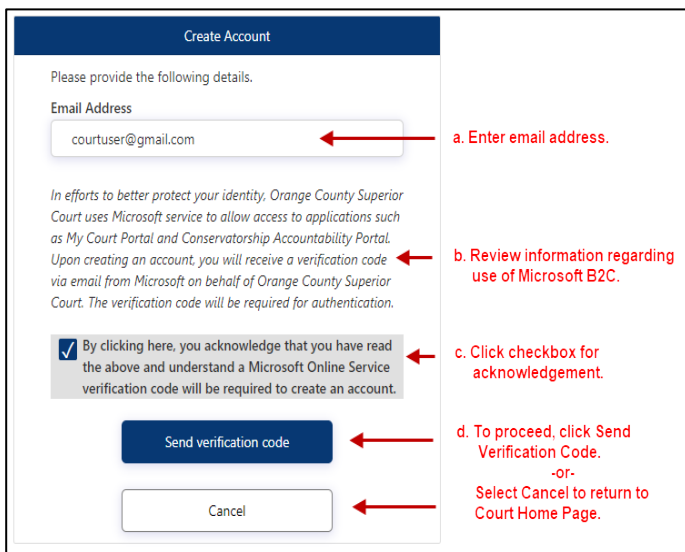 Create Account
Please provide the following details.
Email Address
courtuser@gmail.com
a. Enter email address.
In efforts to better protect your identity, Orange County Superior
Court uses Microsoft service to allow access to applications such
as My Court Portal and Conservatorship Accountability Portal.
Upon creating an account, you will receive a verification code
via email from Microsoft on behalf of Orange County Superior
Court. The verification code will be required for authentication.
b. Review information regarding
use of Microsoft B2C.
By clicking here, you acknowledge that you have read
the above and understand a Microsoft Online Service
verification code will be required to create an account.
c. Click checkbox for
acknowledgement.
Send verification code
d. To proceed, click Send
Verification Code.
-or-
Select Cancel to return to
Court Home Page.
Cancel